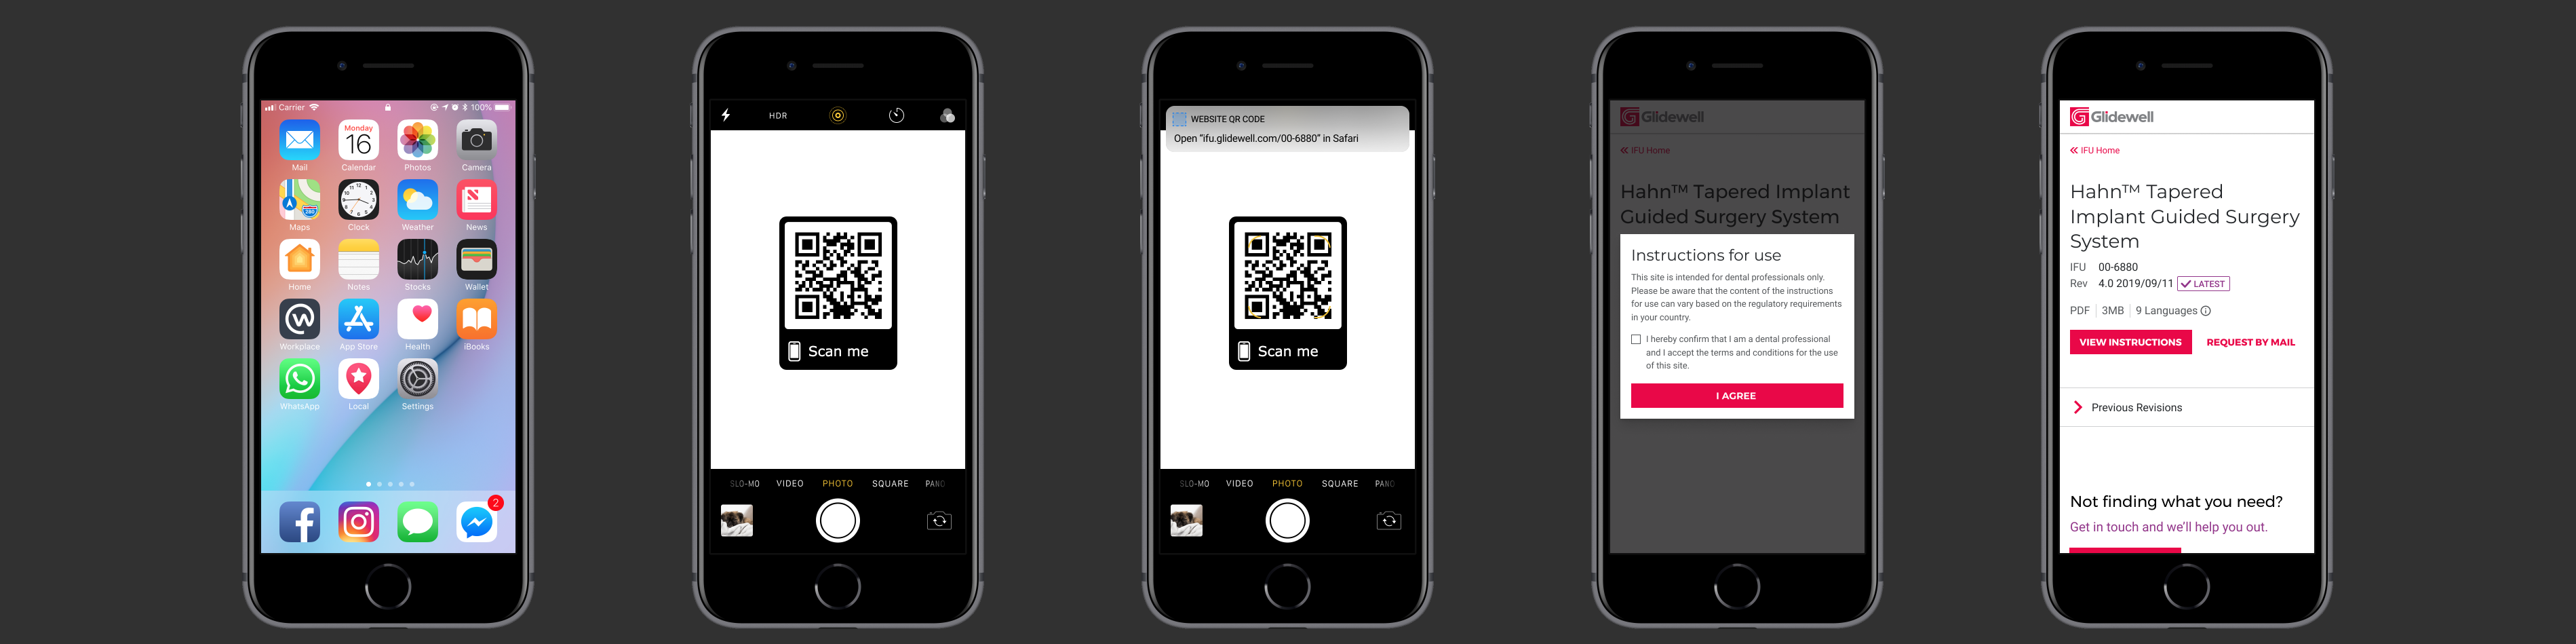 Carrier 100%
Monday
16
Mail Calendar Photos Camera
280
Maps Clock Weather News
Home Notes Stocks Wallet
Workplace App Store Health iBooks
WhatsApp Local Settings
2
HDR
Scan me
SLO-MO VIDEO PHOTO SQUARE PANO
WEBSITE QR CODE
Open “ifu.glidewell.com/00-6880” in Safari
Scan me
SLO-MO VIDEO PHOTO SQUARE PANO
Glidewell
IFU Home
Hahn™ Tapered Implant
Guided Surgery System
Instructions for use
This site is intended for dental professionals only.
Please be aware that the content of the instructions
for use can vary based on the regulatory requirements
in your country.
I hereby confirm that I am a dental professional
and I accept the terms and conditions for the use
of this site.
I AGREE
Glidewell
IFU Home
Hahn™ Tapered
Implant Guided Surgery
System
IFU 00-6880
Rev 4.0 2019/09/11 LATEST
PDF 3MB 9 Languages
VIEW INSTRUCTIONS REQUEST BY MAIL
Previous Revisions
Not finding what you need?
Get in touch and we’ll help you out.